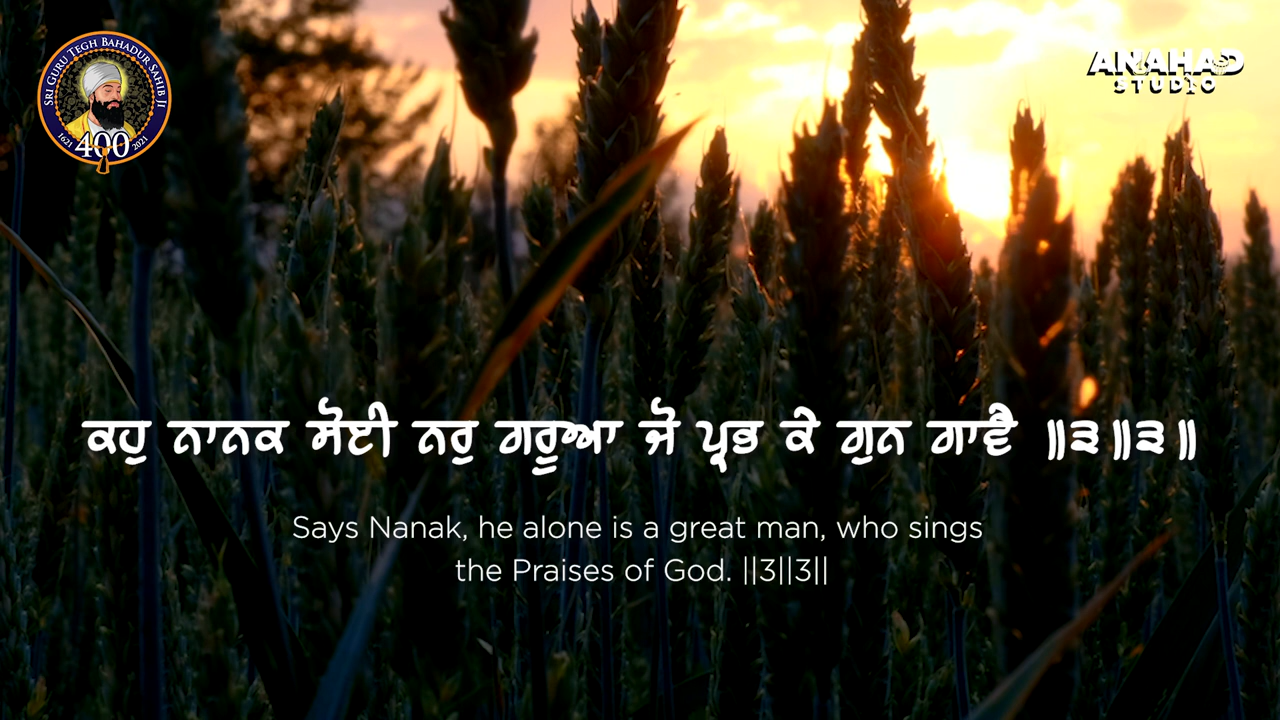 SRI GURU TEGH BAHADUR SAHIB JI
1621 400 2021
ANAHAD
STUDIO
ਕਹੁ ਨਾਨਕ ਸੋਈ ਨਰੁ ਗਰੂਆ ਜੋ ਪ੍ਰਭ ਕੇ ਗੁਨ ਗਾਵੈ ॥੩॥੩॥
Says Nanak, he alone is a great man, who sings
the Praises of God. ||3||3||